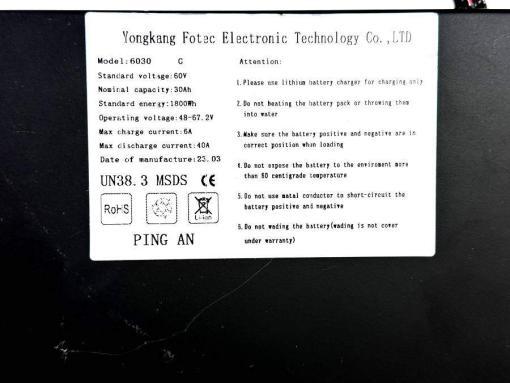 Yongkang Fotec Electronic Technology Co.,LTD
Model:6030 C
Standard voltage:60V
Nominal capacity:30Ah
Standard energy:1800Wh
Operating voltage:48-67.2V
Max charge current:6A
Max discharge current:40A
Date of manufacture:23.03
UN38.3 MSDS CE
RoHS
Li-ion
PING AN
Attention:
1.Please use lithium battery charger for charging only
2.Do not heating the battery pack or throwing them
into water
3.Make sure the battery positive and negative are in
correct position when loading
4.Do not expose the battery to the enviroment more
than 60 centigrade temperature
5.Do not use matal conductor to short-circuit the
battery positive and negative
6.Do not wading the battery(wading is not cover
under warranty)